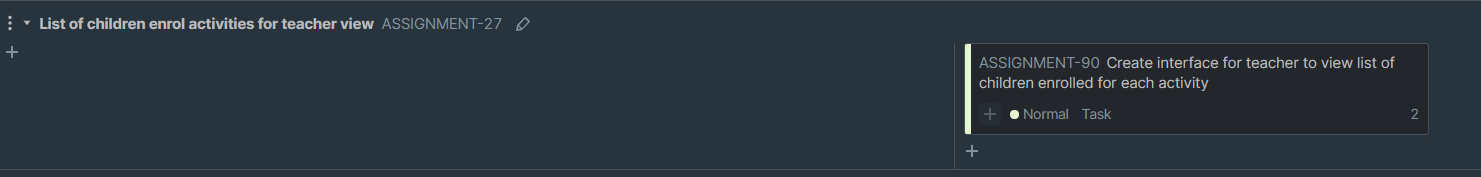 List of children enrol activities for teacher view ASSIGNMENT-27
ASSIGNMENT-90 Create interface for teacher to view list of
children enrolled for each activity
Normal Task 2